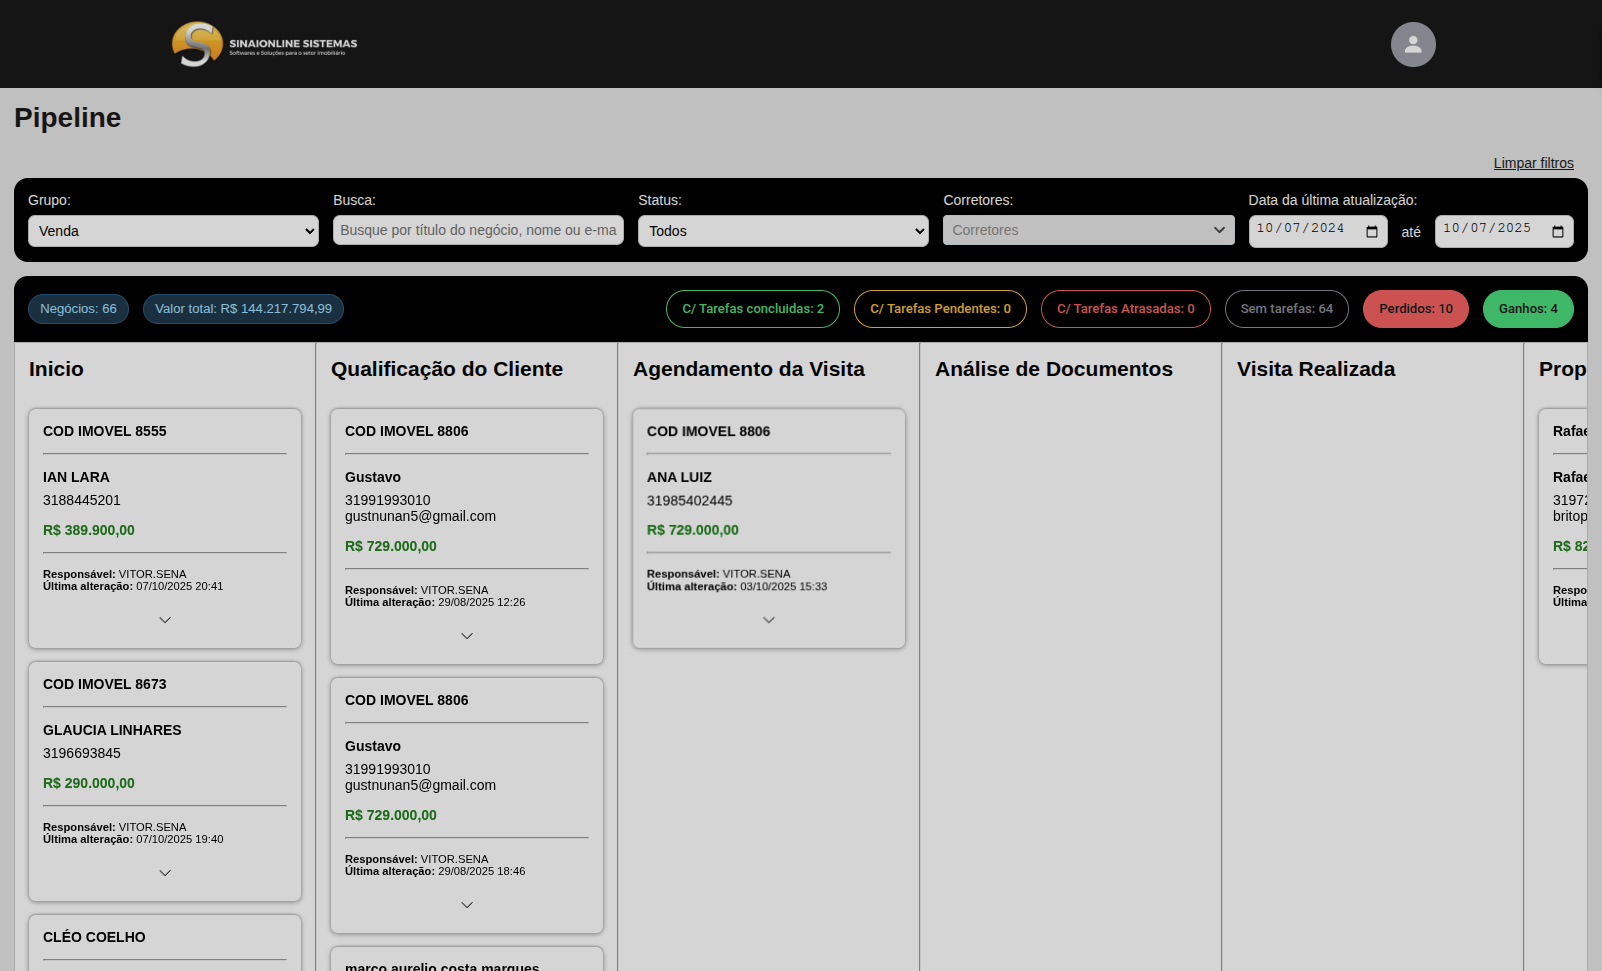 SINAIONLINE SISTEMAS
Softwares e Soluções para o setor imobiliário
Pipeline
Limpar filtros
Grupo:
Busca:
Status:
Corretores:
Data da última atualização:
Venda
Busque por título do negócio, nome ou e-ma
Todos
Corretores
10/07/2024
até
10/07/2025
Negócios: 66
Valor total: R$ 144.217.794,99
C/ Tarefas concluidas: 2
C/ Tarefas Pendentes: 0
C/ Tarefas Atrasadas: 0
Sem tarefas: 64
Perdidos: 10
Ganhos: 4
Inicio
COD IMOVEL 8555
IAN LARA
3188445201
R$ 389.900,00
Responsável: VITOR.SENA
Última alteração: 07/10/2025 20:41
COD IMOVEL 8673
GLAUCIA LINHARES
3196693845
R$ 290.000,00
Responsável: VITOR.SENA
Última alteração: 07/10/2025 19:40
CLÉO COELHO
Qualificação do Cliente
COD IMOVEL 8806
Gustavo
31991993010
gustnunan5@gmail.com
R$ 729.000,00
Responsável: VITOR.SENA
Última alteração: 29/08/2025 12:26
COD IMOVEL 8806
Gustavo
31991993010
gustnunan5@gmail.com
R$ 729.000,00
Responsável: VITOR.SENA
Última alteração: 29/08/2025 18:46
marco aurelio costa marques
Agendamento da Visita
COD IMOVEL 8806
ANA LUIZ
31985402445
R$ 729.000,00
Responsável: VITOR.SENA
Última alteração: 03/10/2025 15:33
Análise de Documentos
Visita Realizada
Prop
Rafae
Rafae
31972
britop
R$ 82
Respo
Última